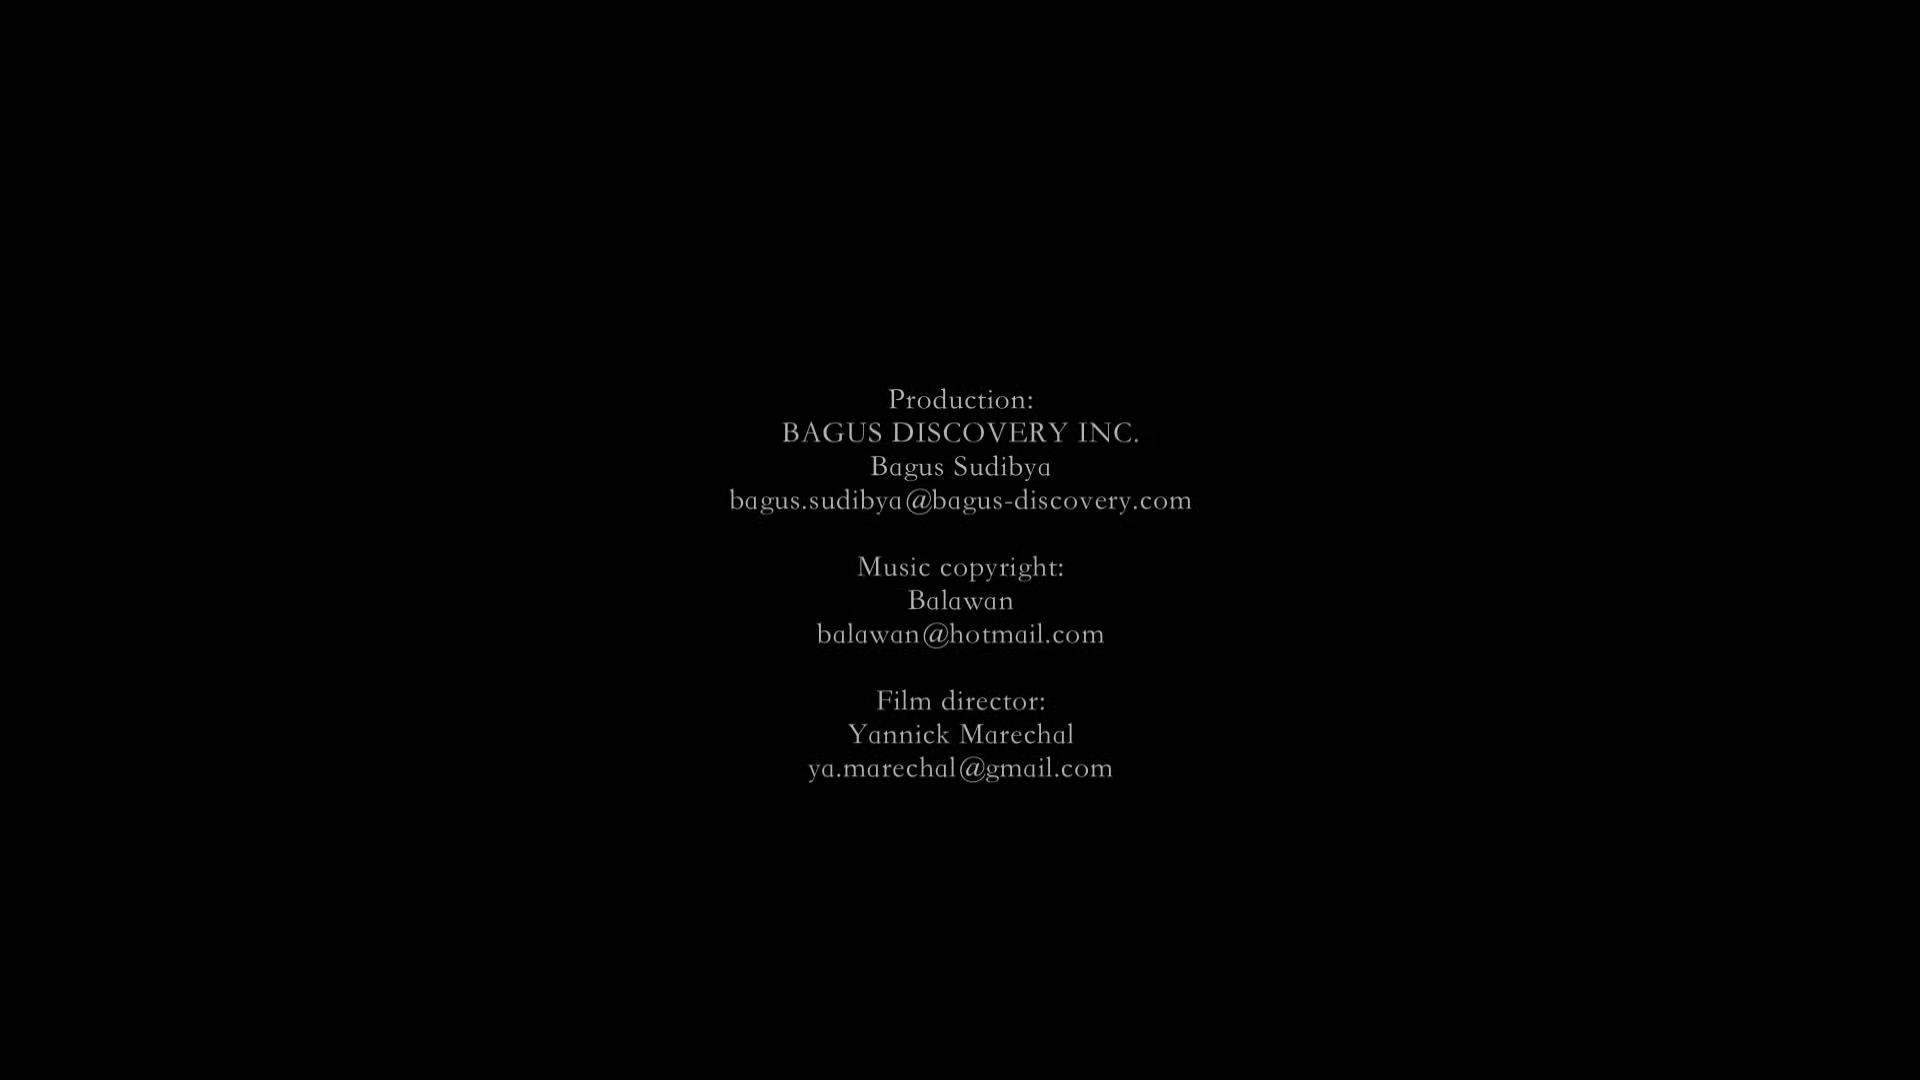 Production:
BAGUS DISCOVERY INC.
Bagus Sudibya
bagus.sudibya@bagus-discovery.com
Music copyright:
Balawan
balawan@hotmail.com
Film director:
Yannick Marechal
ya.marechal@gmail.com